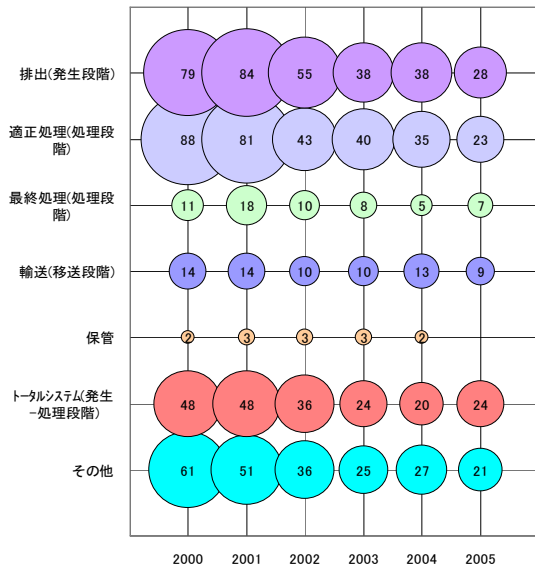 排出(発生段階)
79 84 55 38 38 28
適正処理(処理段
階)
88 81 43 40 35 23
最終処理(処理段
階)
11 18 10 8 5 7
輸送(移送段階)
14 14 10 10 13 9
保管
2 3 3 3 2
トータルシステム(発生
-処理段階)
48 48 36 24 20 24
その他
61 51 36 25 27 21
2000 2001 2002 2003 2004 2005